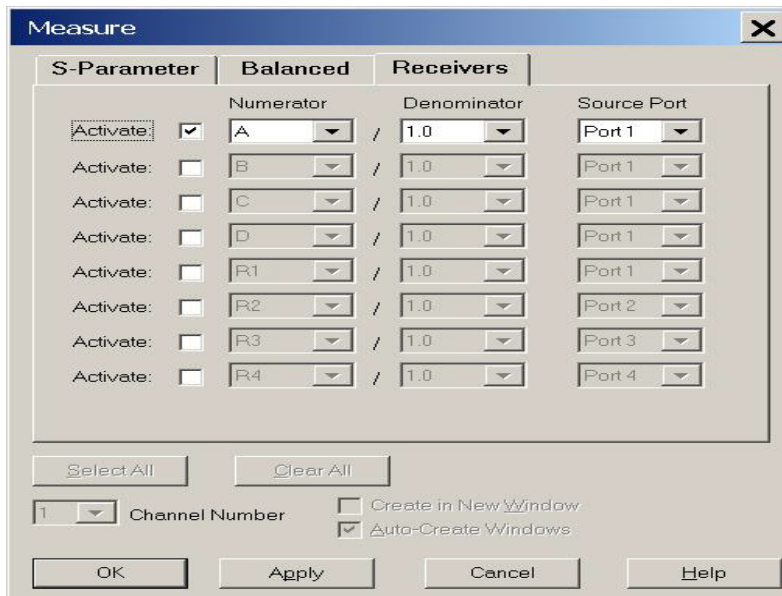 Measure
S-Parameter Balanced Receivers
Numerator Denominator Source Port
Activate: A / 1.0 Port 1
Activate: B / 1.0 Port 1
Activate: C / 1.0 Port 1
Activate: D / 1.0 Port 1
Activate: R1 / 1.0 Port 1
Activate: R2 / 1.0 Port 2
Activate: R3 / 1.0 Port 3
Activate: R4 / 1.0 Port 4
Select All Clear All
1 Channel Number Create in New Window
Auto-Create Windows
OK Apply Cancel Help